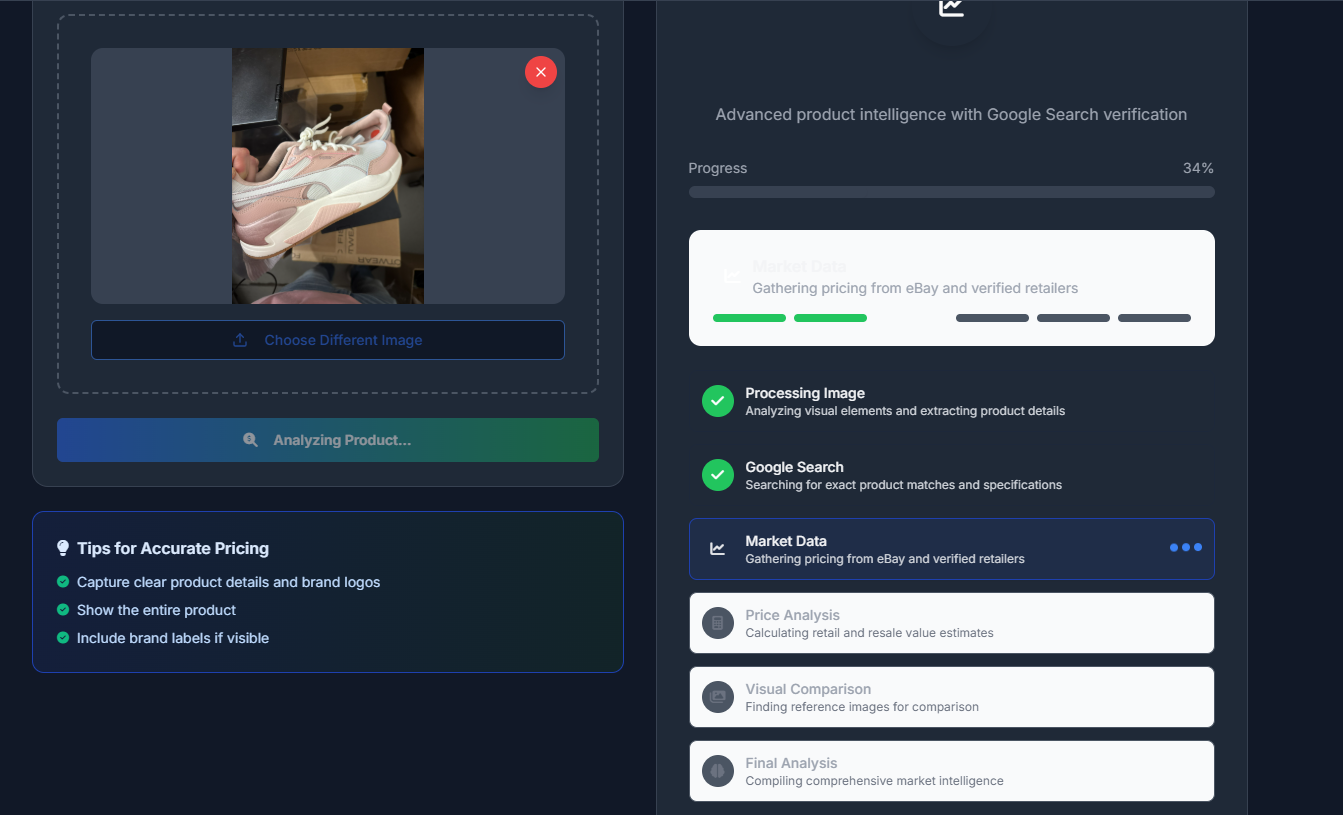 Choose Different Image
Analyzing Product...
Tips for Accurate Pricing
Capture clear product details and brand logos
Show the entire product
Include brand labels if visible
Advanced product intelligence with Google Search verification
Progress
34%
Market Data
Gathering pricing from eBay and verified retailers
Processing Image
Analyzing visual elements and extracting product details
Google Search
Searching for exact product matches and specifications
Market Data
Gathering pricing from eBay and verified retailers
Price Analysis
Calculating retail and resale value estimates
Visual Comparison
Finding reference images for comparison
Final Analysis
Compiling comprehensive market intelligence